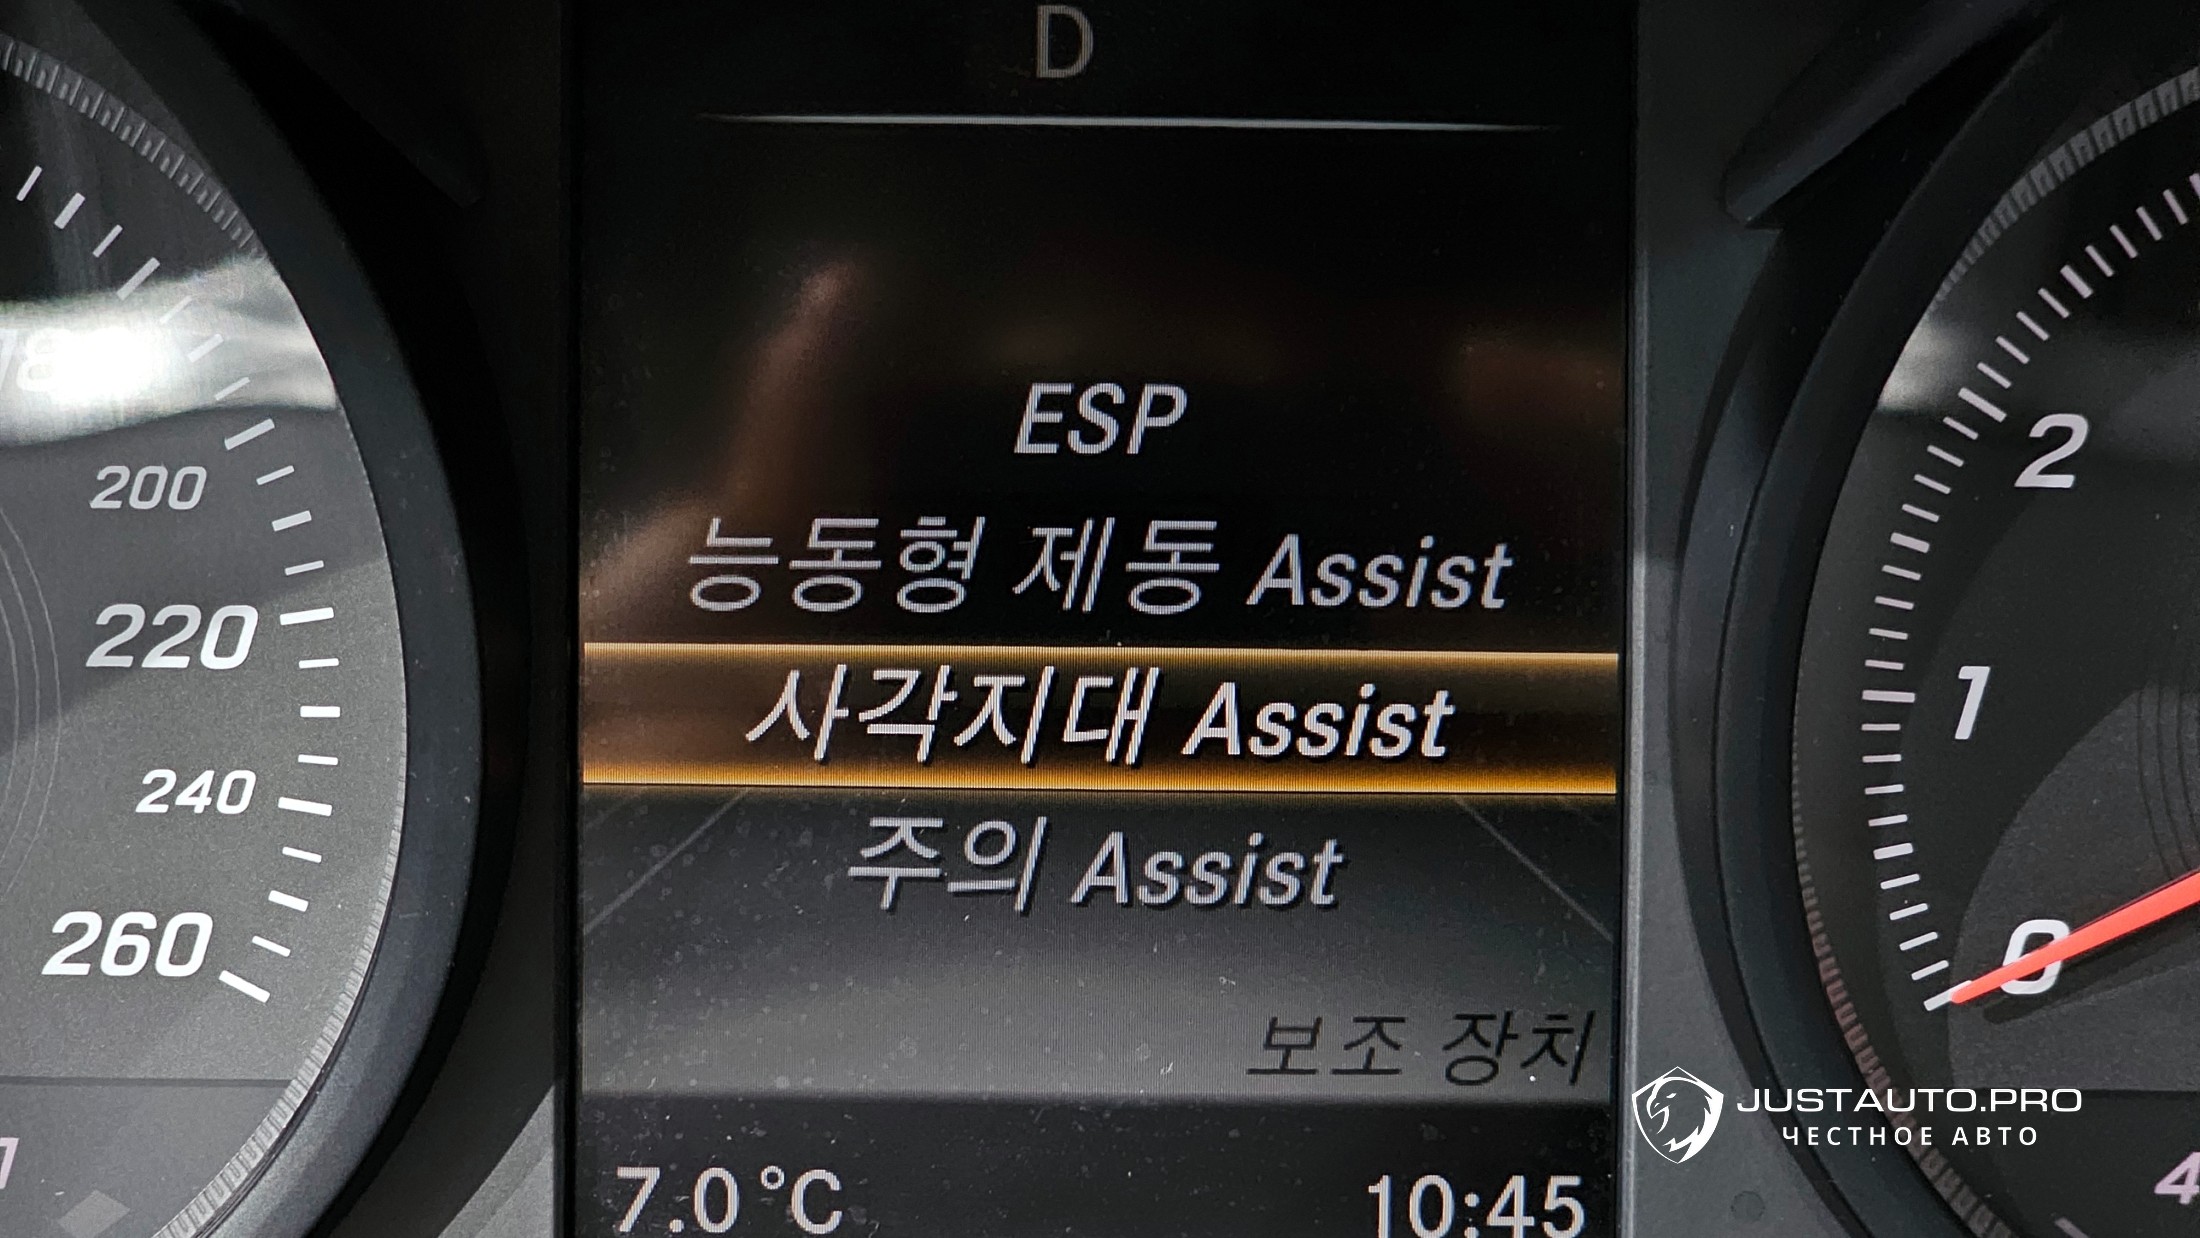 D
ESP
능동형 제동 Assist
사각지대 Assist
주의 Assist
보조 장치
7.0 °C
10:45
200
220
240
260
2
1
0
4
JUSTAUTO.PRO
ЧЕСТНОЕ АВТО